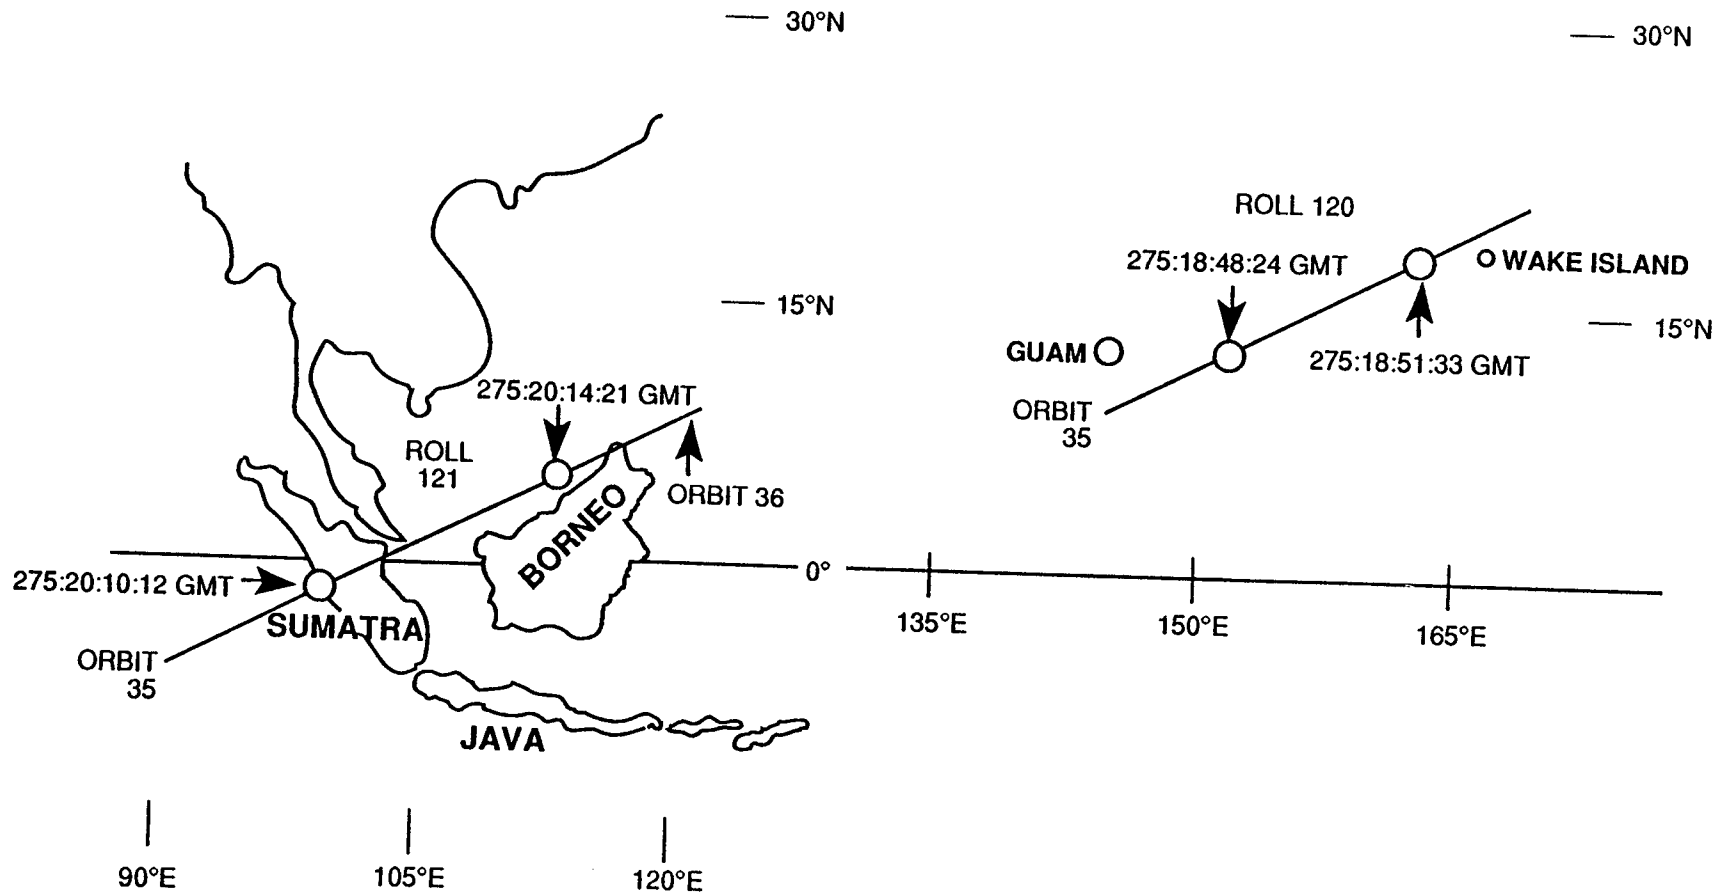 30°N
30°N
ROLL 120
275:18:48:24 GMT
WAKE ISLAND
15°N
15°N
GUAM
275:18:51:33 GMT
275:20:14:21 GMT
ORBIT
35
ROLL
121
ORBIT 36
BORNEO
0°
275:20:10:12 GMT
SUMATRA
135°E
150°E
165°E
ORBIT
35
JAVA
90°E
105°E
120°E